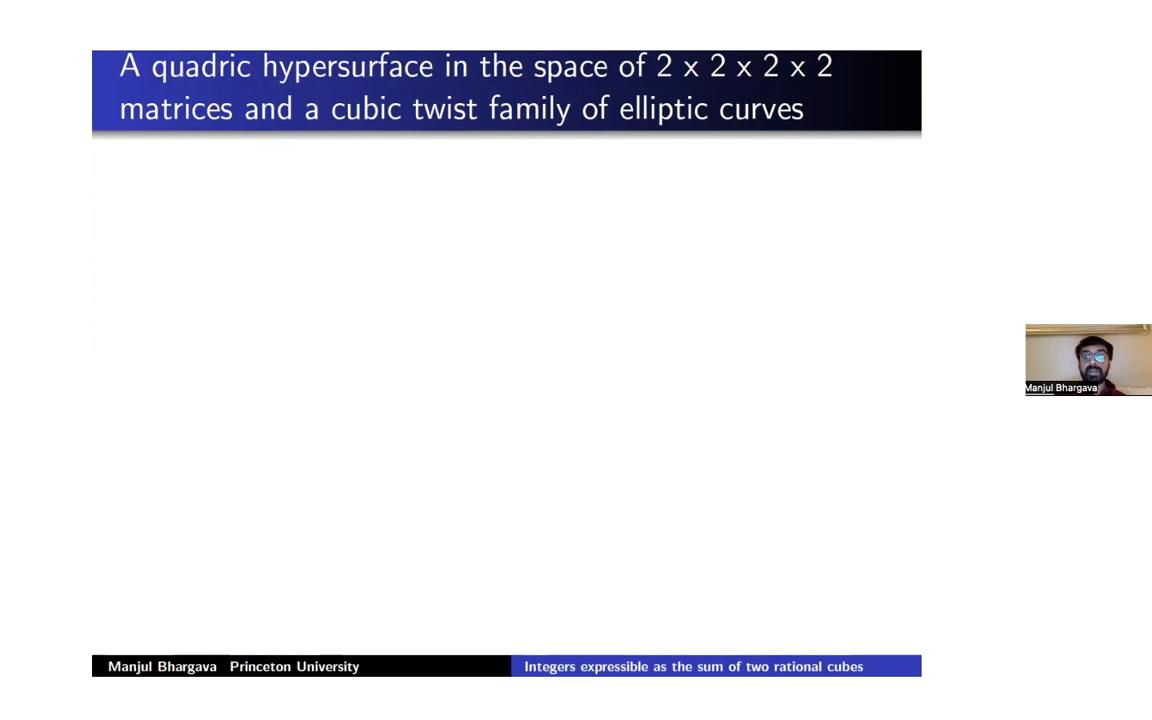 A quadric hypersurface in the space of 2 x 2 x 2 x 2
matrices and a cubic twist family of elliptic curves
Manjul Bhargava
Manjul Bhargava Princeton University
Integers expressible as the sum of two rational cubes